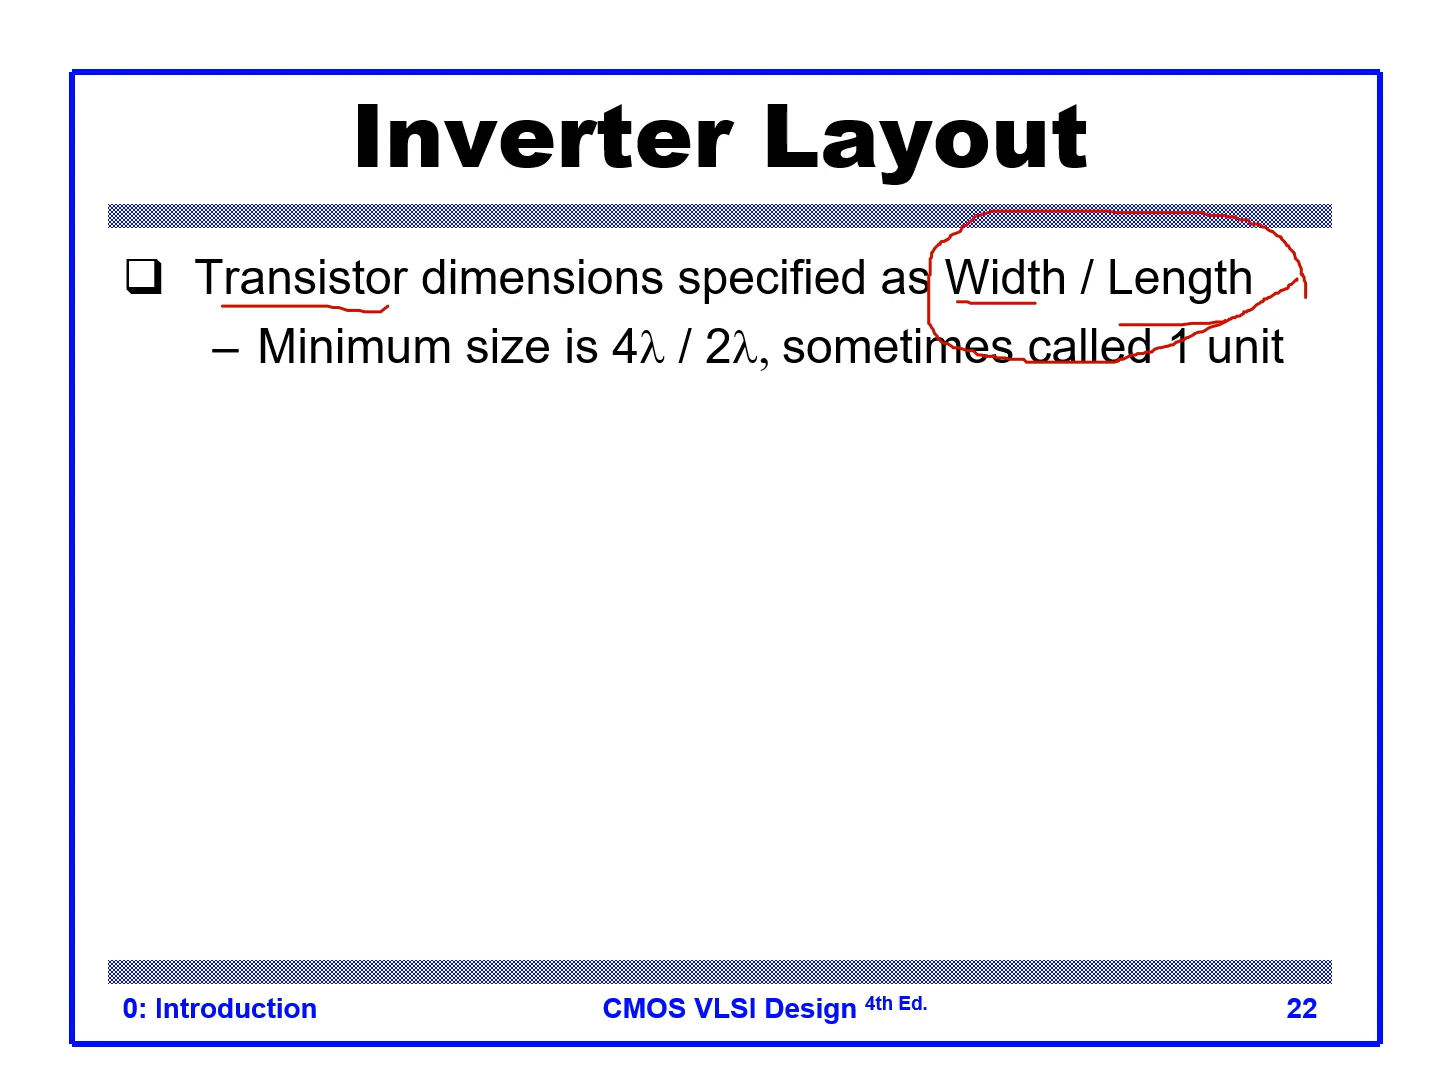 Inverter Layout
❑ Transistor dimensions specified as Width / Length
– Minimum size is 4λ / 2λ, sometimes called 1 unit
0: Introduction CMOS VLSI Design 4th Ed. 22